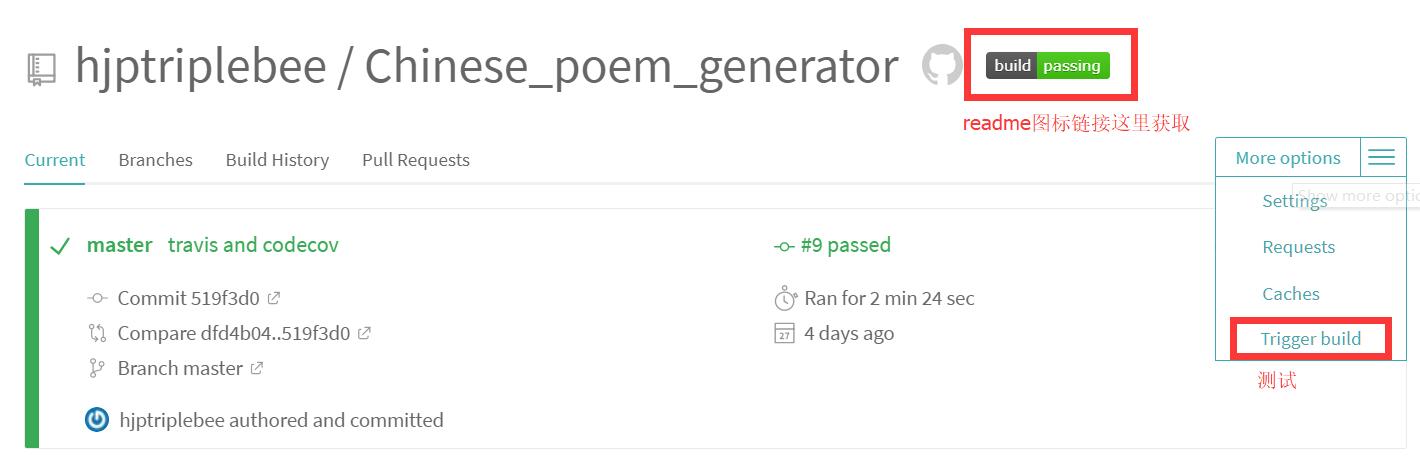 hjptriplebee / Chinese_poem_generator
build passing
readme图标链接这里获取
Current Branches Build History Pull Requests
More options
Show more optio
Settings
Requests
Caches
Trigger build
测试
master travis and codecov
Commit 519f3d0
Compare dfd4b04..519f3d0
Branch master
hjptriplebee authored and committed
#9 passed
Ran for 2 min 24 sec
27
4 days ago